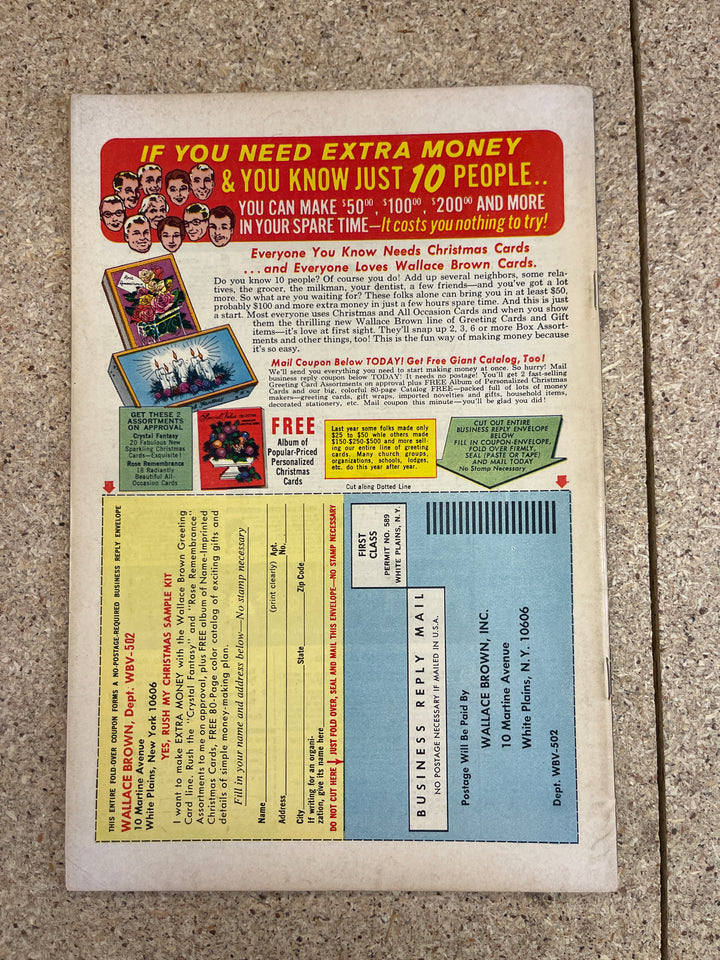 IF YOU NEED EXTRA MONEY
& YOU KNOW JUST 10 PEOPLE..
YOU CAN MAKE $50⁰⁰, $100⁰⁰, $200⁰⁰ AND MORE
IN YOUR SPARE TIME—It costs you nothing to try!
Everyone You Know Needs Christmas Cards
...and Everyone Loves Wallace Brown Cards.
Do you know 10 people? Of course you do! Add up several neighbors, some rela-
tives, the grocer, the milkman, your dentist, a few friends—and you've got a lot
more. So what are you waiting for? These folks alone can bring you in at least $50,
probably $100 and more extra money in just a few hours spare time. And this is just
a start. Most everyone uses Christmas and All Occasion Cards and when you show
them the thrilling new Wallace Brown line of Greeting Cards and Gift
items—it's love at first sight. They'll snap up 2, 3, 6 or more Box Assort-
ments and other things, too! This is the fun way of making money because
it's so easy.
Mail Coupon Below TODAY! Get Free Giant Catalog, Too!
We'll send you everything you need to start making money at once. So hurry! Mail
business reply coupon below TODAY! It needs no postage! You'll get 2 fast-selling
Greeting Card Assortments on approval plus FREE Album of Personalized Christmas
Cards and our big, colorful 80-page Catalog FREE—packed full of lots of money
makers—greeting cards, gift wraps, imported novelties and gifts, household items,
decorated stationery, etc. Mail coupon this minute—you'll be glad you did!
GET THESE 2
ASSORTMENTS
ON APPROVAL
Crystal Fantasy
20 Fabulous New
Sparkling Christmas
Cards—Exquisite!
Rose Remembrance
18 Radiantly
Beautiful All-
Occasion Cards
FREE
Album of
Popular-Priced
Personalized
Christmas
Cards
Last year some folks made only
$25 to $50 while others made
$150-$250-$500 and more sell-
ing our entire line of greeting
cards. Many church groups,
organizations, schools, lodges,
etc. do this year after year.
CUT OUT ENTIRE
BUSINESS REPLY ENVELOPE
BELOW
FILL IN COUPON-ENVELOPE,
FOLD OVER FIRMLY,
SEAL (PASTE OR TAPE)
AND MAIL TODAY
No Stamp Necessary
Cut along Dotted Line
THIS ENTIRE FOLD-OVER COUPON FORMS A NO-POSTAGE-REQUIRED BUSINESS REPLY ENVELOPE
WALLACE BROWN, Dept. WBV-502
10 Martine Avenue
White Plains, New York 10606
YES, RUSH MY CHRISTMAS SAMPLE KIT
I want to make EXTRA MONEY with the Wallace Brown Greeting
Card line. Rush the "Crystal Fantasy" and "Rose Remembrance"
Assortments to me on approval, plus FREE album of Name-Imprinted
Christmas Cards, FREE 80-Page color catalog of exciting gifts and
details of simple money-making plan.
Fill in your name and address below—No stamp necessary
Name (print clearly)
Address Apt. No.
City State Zip Code
If writing for an organi-
zation, give its name here
DO NOT CUT HERE JUST FOLD OVER, SEAL AND MAIL THIS ENVELOPE—NO STAMP NECESSARY
FIRST
CLASS
PERMIT NO. 589
WHITE PLAINS, N.Y.
BUSINESS REPLY MAIL
NO POSTAGE NECESSARY IF MAILED IN U.S.A.
Postage Will Be Paid By
WALLACE BROWN, INC.
10 Martine Avenue
White Plains, N. Y. 10606
Dept. WBV-502